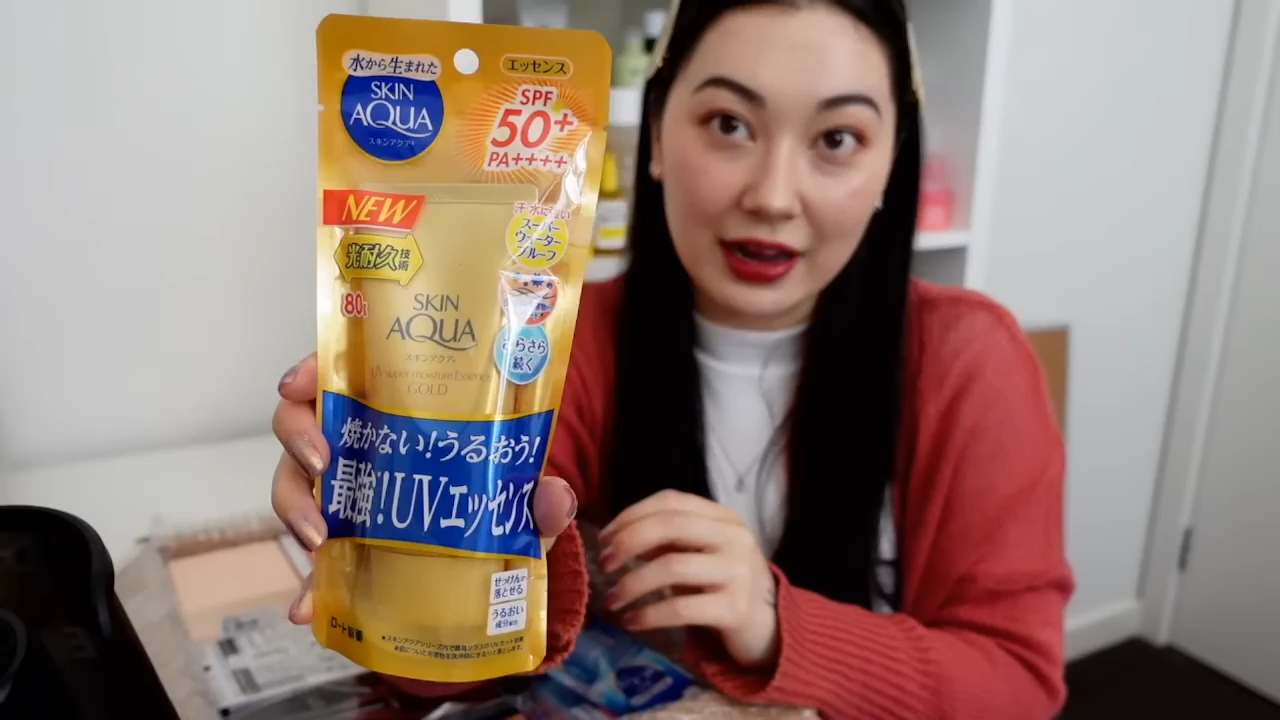 水から生まれた
SKIN
AQUA
スキンアクア®
エッセンス
SPF
50+
PA++++
NEW
光耐久技術
80g
汗・水に強い
スーパー
ウォーター
プルーフ
さらさら
続く
SKIN
AQUA
スキンアクア®
UV super moisture Essence
GOLD
焼かない!うるおう!
最強!UVエッセンス
せっけんで
落とせる
うるおい
成分配合
ロート製薬